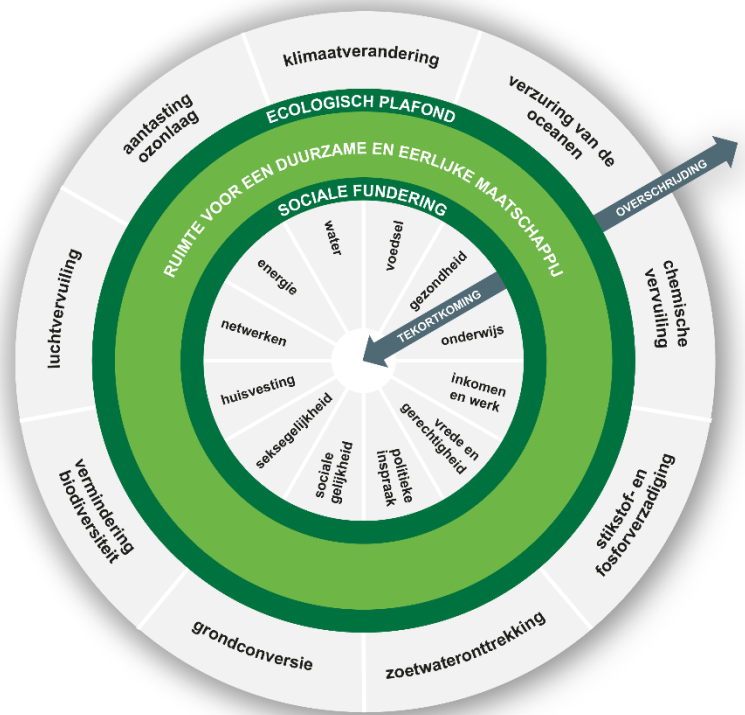 klimaatverandering
verzuring van de
oceanen
chemische
vervuiling
stikstof- en
fosforverzadiging
zoetwateronttrekking
grondconversie
vermindering
biodiversiteit
luchtvervuiling
aantasting
ozonlaag
OVERSCHRIJDING
ECOLOGISCH PLAFOND
RUIMTE VOOR EEN DUURZAME EN EERLIJKE MAATSCHAPPIJ
SOCIALE FUNDERING
water
voedsel
gezondheid
TEKORTKOMING
onderwijs
inkomen
en werk
vrede en
gerechtigheid
politieke
inspraak
sociale
gelijkheid
seksegelijkheid
huisvesting
netwerken
energie